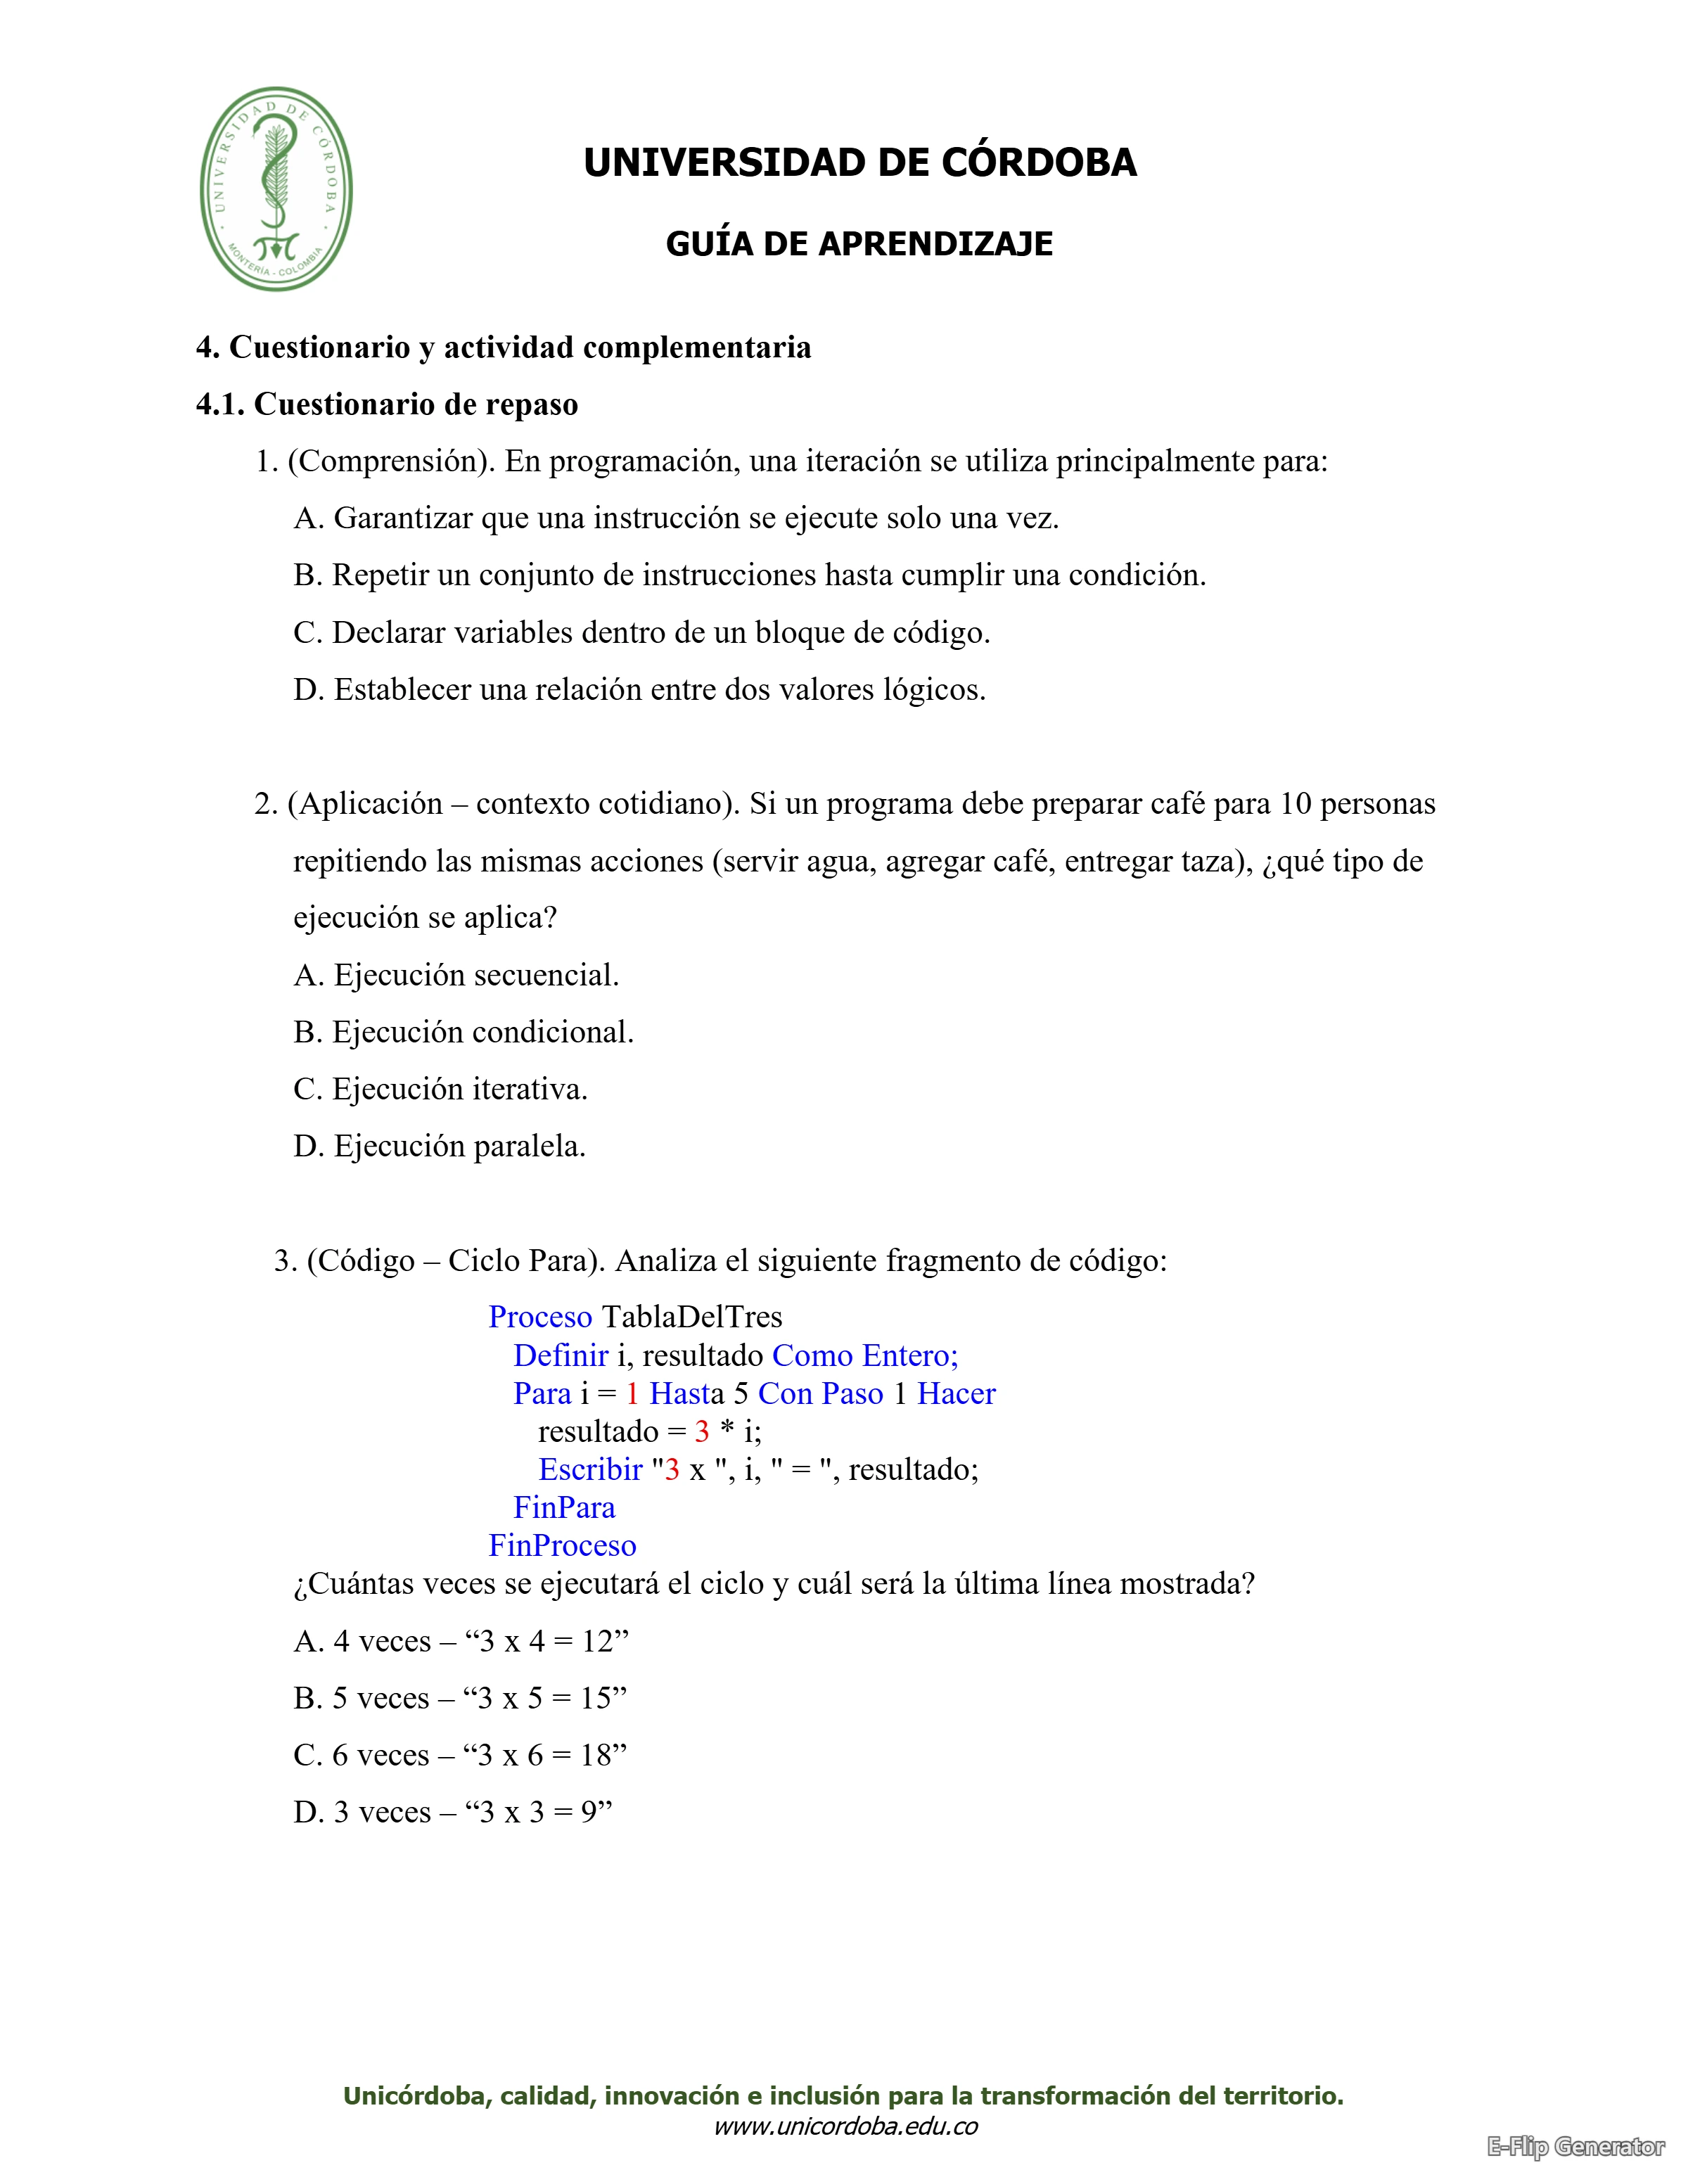 UNIVERSIDAD DE CÓRDOBA
MONTERÍA - COLOMBIA
UNIVERSIDAD DE CÓRDOBA
GUÍA DE APRENDIZAJE
4. Cuestionario y actividad complementaria
4.1. Cuestionario de repaso
1. (Comprensión). En programación, una iteración se utiliza principalmente para:
A. Garantizar que una instrucción se ejecute solo una vez.
B. Repetir un conjunto de instrucciones hasta cumplir una condición.
C. Declarar variables dentro de un bloque de código.
D. Establecer una relación entre dos valores lógicos.
2. (Aplicación – contexto cotidiano). Si un programa debe preparar café para 10 personas
repitiendo las mismas acciones (servir agua, agregar café, entregar taza), ¿qué tipo de
ejecución se aplica?
A. Ejecución secuencial.
B. Ejecución condicional.
C. Ejecución iterativa.
D. Ejecución paralela.
3. (Código – Ciclo Para). Analiza el siguiente fragmento de código:
Proceso TablaDelTres
Definir i, resultado Como Entero;
Para i = 1 Hasta 5 Con Paso 1 Hacer
resultado = 3 * i;
Escribir "3 x ", i, " = ", resultado;
FinPara
FinProceso
¿Cuántas veces se ejecutará el ciclo y cuál será la última línea mostrada?
A. 4 veces – “3 x 4 = 12”
B. 5 veces – “3 x 5 = 15”
C. 6 veces – “3 x 6 = 18”
D. 3 veces – “3 x 3 = 9”
Unicórdoba, calidad, innovación e inclusión para la transformación del territorio.
www.unicordoba.edu.co
E-Flip Generator